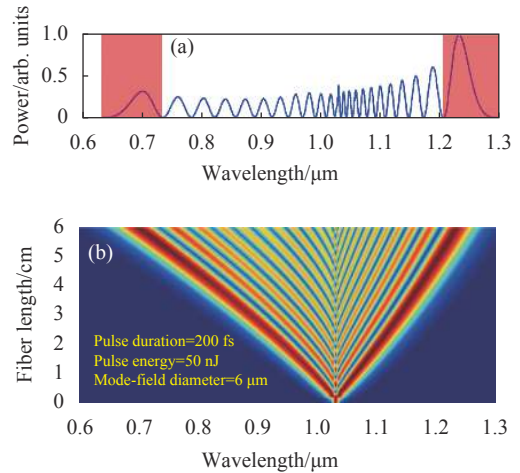 Power/arb. units
1.0
0.5
0
(a)
0.6 0.7 0.8 0.9 1.0 1.1 1.2 1.3
Wavelength/μm
Fiber length/cm
6
5
4
3
2
1
0
(b)
Pulse duration=200 fs
Pulse energy=50 nJ
Mode-field diameter=6 μm
0.6 0.7 0.8 0.9 1.0 1.1 1.2 1.3
Wavelength/μm